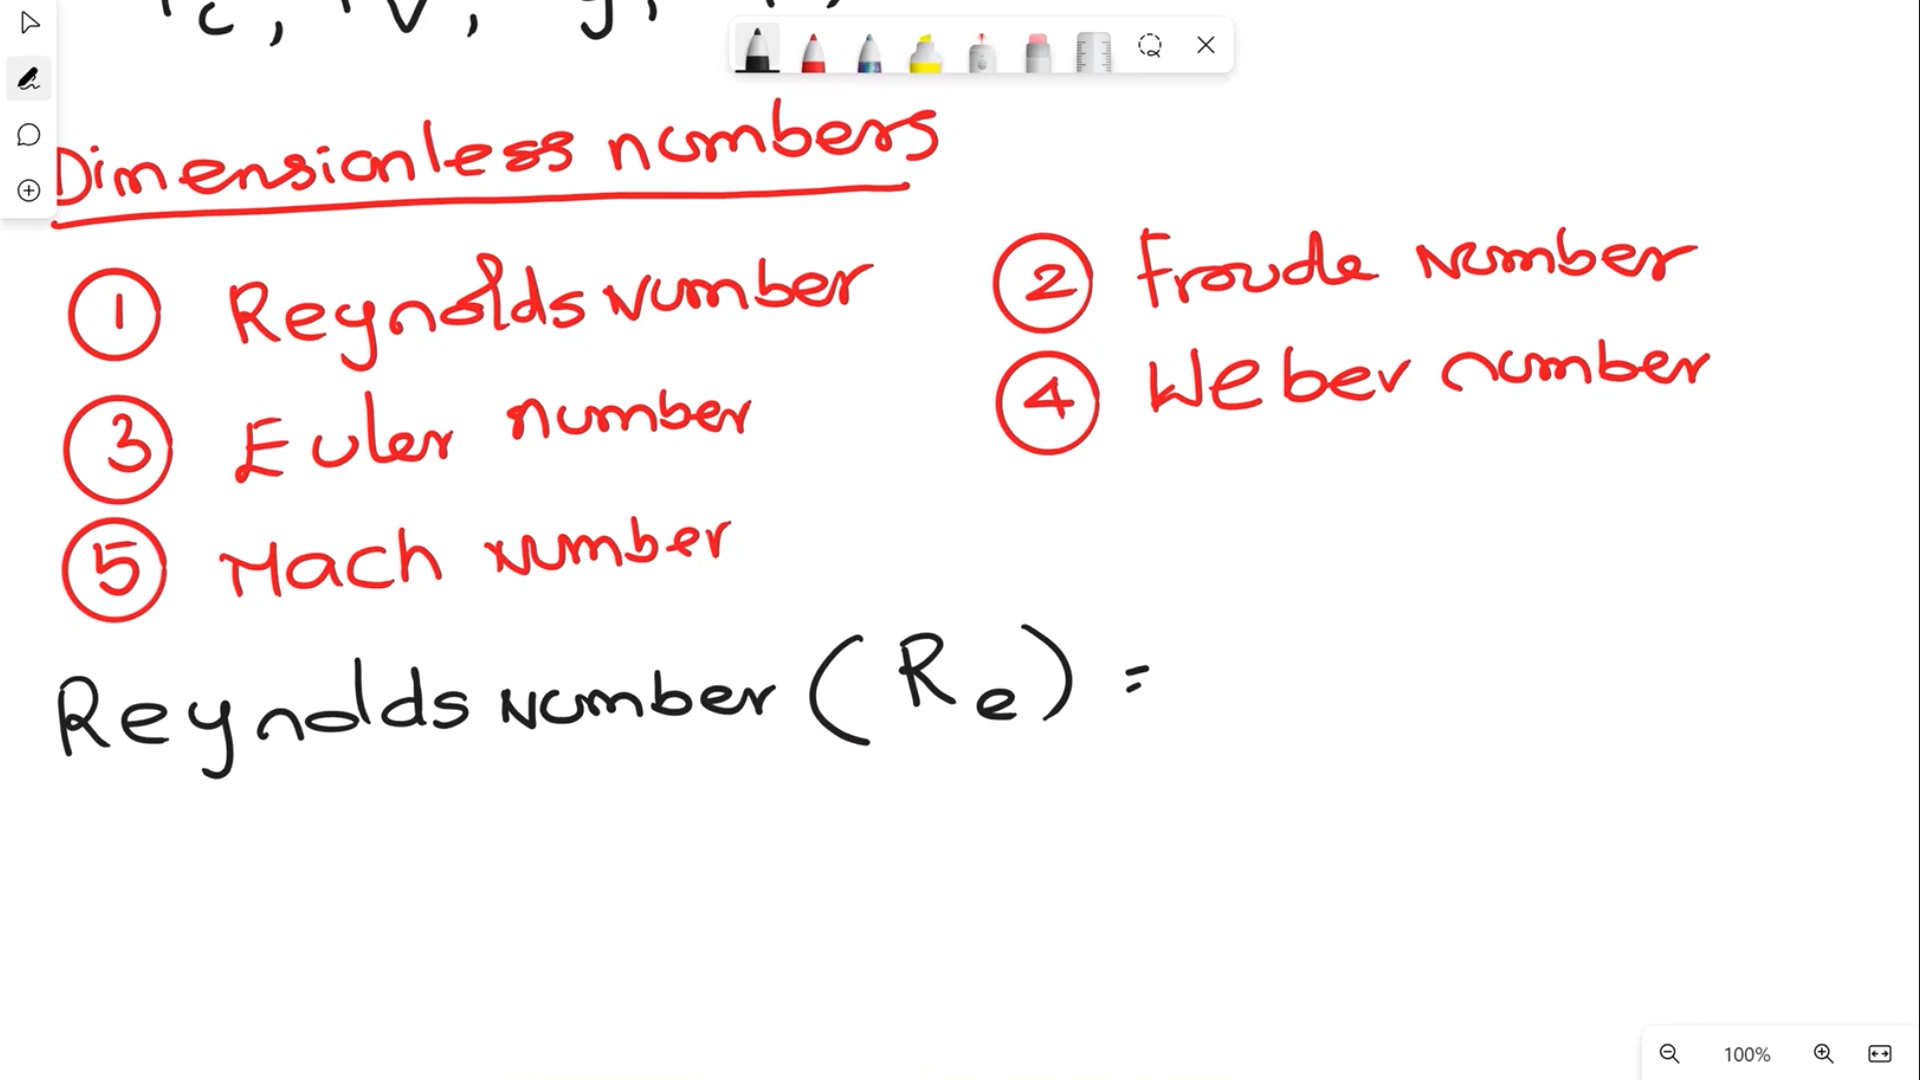 Dimensionless numbers
① Reynolds number
② Froude number
③ Euler number
④ Weber number
⑤ Mach number
Reynolds number (Re) =
100%